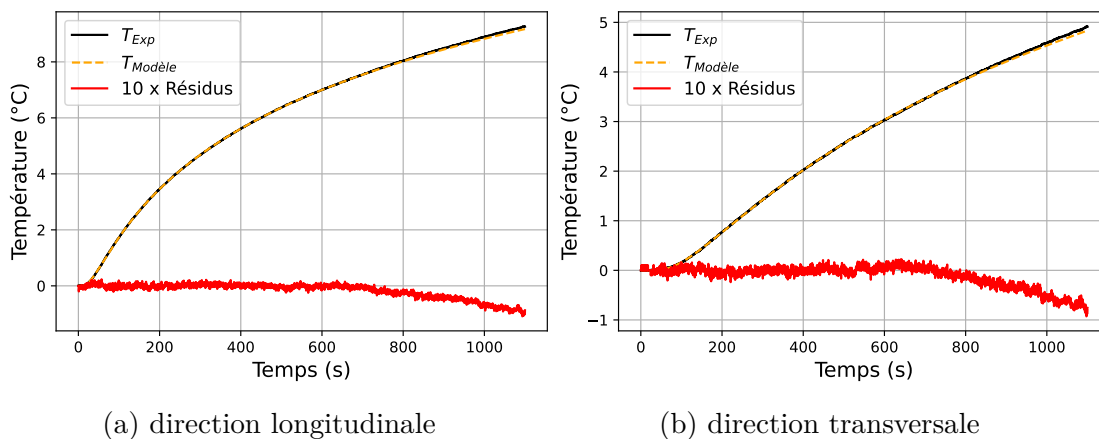 T_Exp
T_Modèle
10 x Résidus
Température (°C)
8
6
4
2
0
0
200
400
600
800
1000
Temps (s)
(a) direction longitudinale
T_Exp
T_Modèle
10 x Résidus
Température (°C)
5
4
3
2
1
0
−1
0
200
400
600
800
1000
Temps (s)
(b) direction transversale